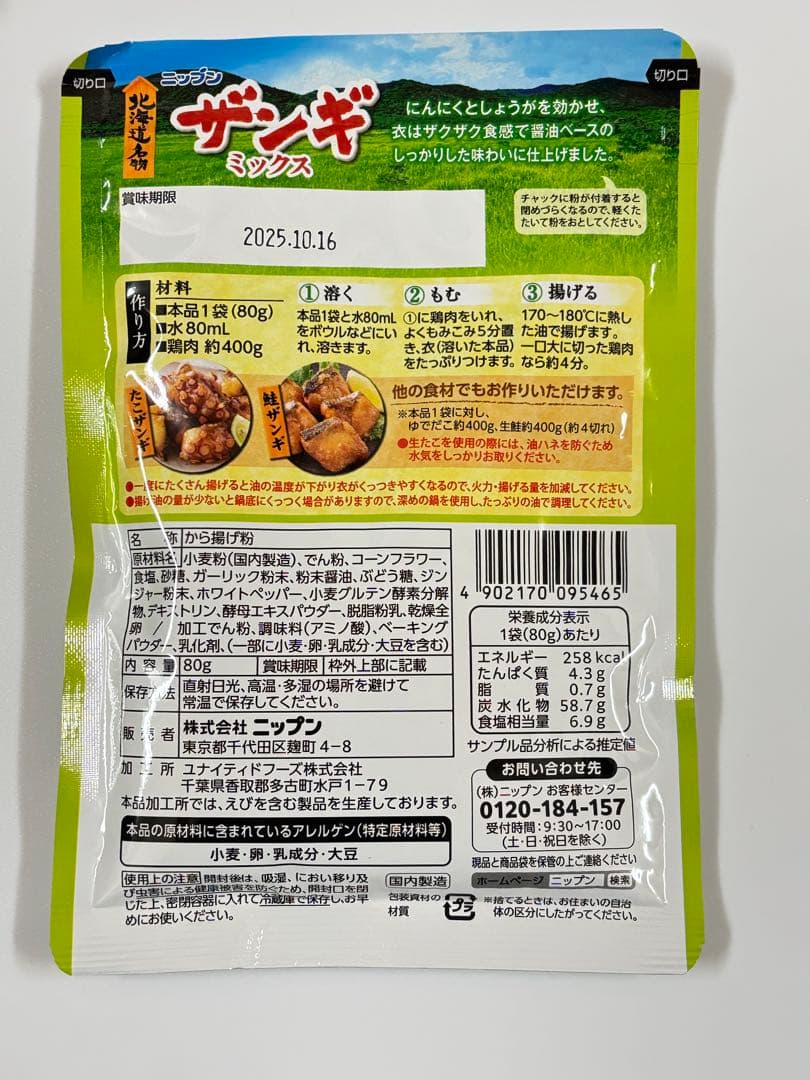 切り口
切り口
北海道名物
ニップン
ザンギ
ミックス
にんにくとしょうがを効かせ、
衣はザクザク食感で醤油ベースの
しっかりした味わいに仕上げました。
賞味期限
2025.10.16
チャックに粉が付着すると
閉めづらくなるので、軽くた
たいて粉をおとしてください。
作り方
材料
■本品1袋(80g)
■水80mL
■鶏肉 約400g
①溶く
本品1袋と水80mL
をボウルなどにい
れ、溶きます。
②もむ
①に鶏肉をいれ、
よくもみこみ5分置
き、衣(溶いた本品)
をたっぷりつけます。
③揚げる
170〜180℃に熱し
た油で揚げます。
一口大に切った鶏肉
なら約4分。
たこザンギ
鮭ザンギ
他の食材でもお作りいただけます。
※本品1袋に対し、
ゆでだこ約400g、生鮭約400g(約4切れ)
●生たこを使用の際には、油ハネを防ぐため
水気をしっかりお取りください。
●一度にたくさん揚げると油の温度が下がり衣がくっつきやすくなるので、火力・揚げる量を加減してください。
●揚げ油の量が少ないと鍋底にくっつく場合がありますので、深めの鍋を使用し、たっぷりの油で調理してください。
名称 から揚げ粉
原材料名 小麦粉(国内製造)、でん粉、コーンフラワー、
食塩、砂糖、ガーリック粉末、粉末醤油、ぶどう糖、ジン
ジャー粉末、ホワイトペッパー、小麦グルテン酵素分解
物、デキストリン、酵母エキスパウダー、脱脂粉乳、乾燥全
卵 / 加工でん粉、調味料(アミノ酸)、ベーキング
パウダー、乳化剤、(一部に小麦・卵・乳成分・大豆を含む)
内容量 80g 賞味期限 枠外上部に記載
保存方法 直射日光、高温・多湿の場所を避けて
常温で保存してください。
販売者 株式会社 ニップン
東京都千代田区麹町4-8
加工所 ユナイティドフーズ株式会社
千葉県香取郡多古町水戸1-79
本品加工所では、えびを含む製品を生産しております。
本品の原材料に含まれているアレルゲン(特定原材料等)
小麦・卵・乳成分・大豆
使用上の注意 開封後は、吸湿、におい移り及
び虫害による健康被害を防ぐため、開封口を閉
じた上、密閉容器に入れて冷蔵庫で保存しお早
めにお使いください。
4 902170 095465
栄養成分表示
1袋(80g)あたり
エネルギー 258kcal
たんぱく質 4.3g
脂質 0.7g
炭水化物 58.7g
食塩相当量 6.9g
サンプル品分析による推定値
お問い合わせ先
(株)ニップン お客様センター
0120-184-157
受付時間:9:30〜17:00
(土・日・祝日を除く)
現品と商品袋を保管の上ご連絡ください
ホームページ ニップン 検索
国内製造
包装資材の
材質
プラ
※捨てるときは、お住まいの自治
体の区分にしたがってください。